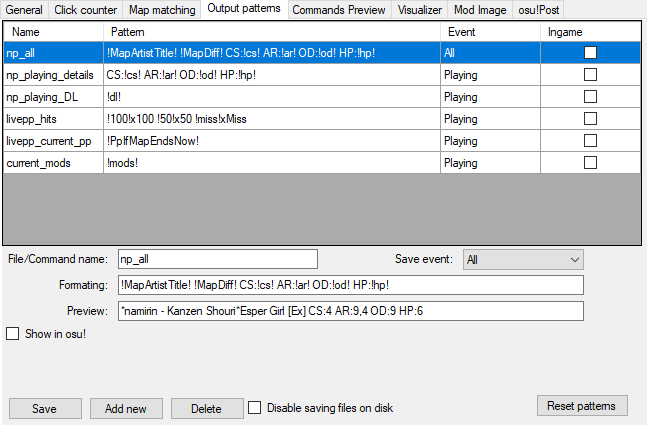 General Click counter Map matching Output patterns Commands Preview Visualizer Mod Image osu!Post
Name Pattern Event Ingame
np_all !MapArtistTitle! !MapDiff! CS:!cs! AR:!ar! OD:!od! HP:!hp! All
np_playing_details CS:!cs! AR:!ar! OD:!od! HP:!hp! Playing
np_playing_DL !dl! Playing
livepp_hits !100!x100 !50!x50 !miss!xMiss Playing
livepp_current_pp !PpIfMapEndsNow! Playing
current_mods !mods! Playing
File/Command name: np_all Save event: All
Formating: !MapArtistTitle! !MapDiff! CS:!cs! AR:!ar! OD:!od! HP:!hp!
Preview: *namirin - Kanzen Shouri*Esper Girl [Ex] CS:4 AR:9,4 OD:9 HP:6
Show in osu!
Save Add new Delete Disable saving files on disk Reset patterns